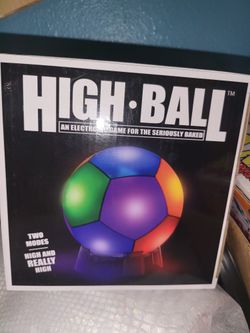 HIGH·BALL™
AN ELECTRONIC GAME FOR THE SERIOUSLY BAKED
TWO
MODES
HIGH AND
REALLY
HIGH